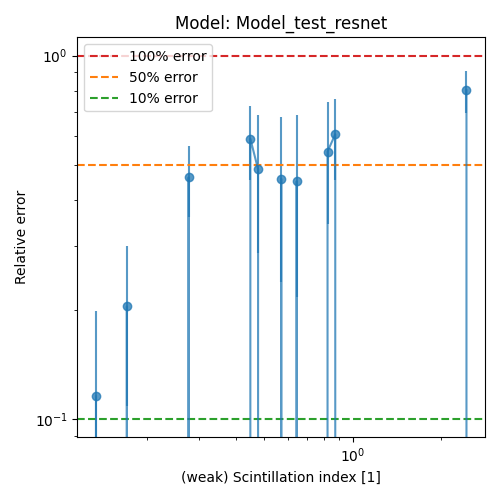 Model: Model_test_resnet
100% error
50% error
10% error
10⁰
10⁻¹
Relative error
10⁰
(weak) Scintillation index [1]